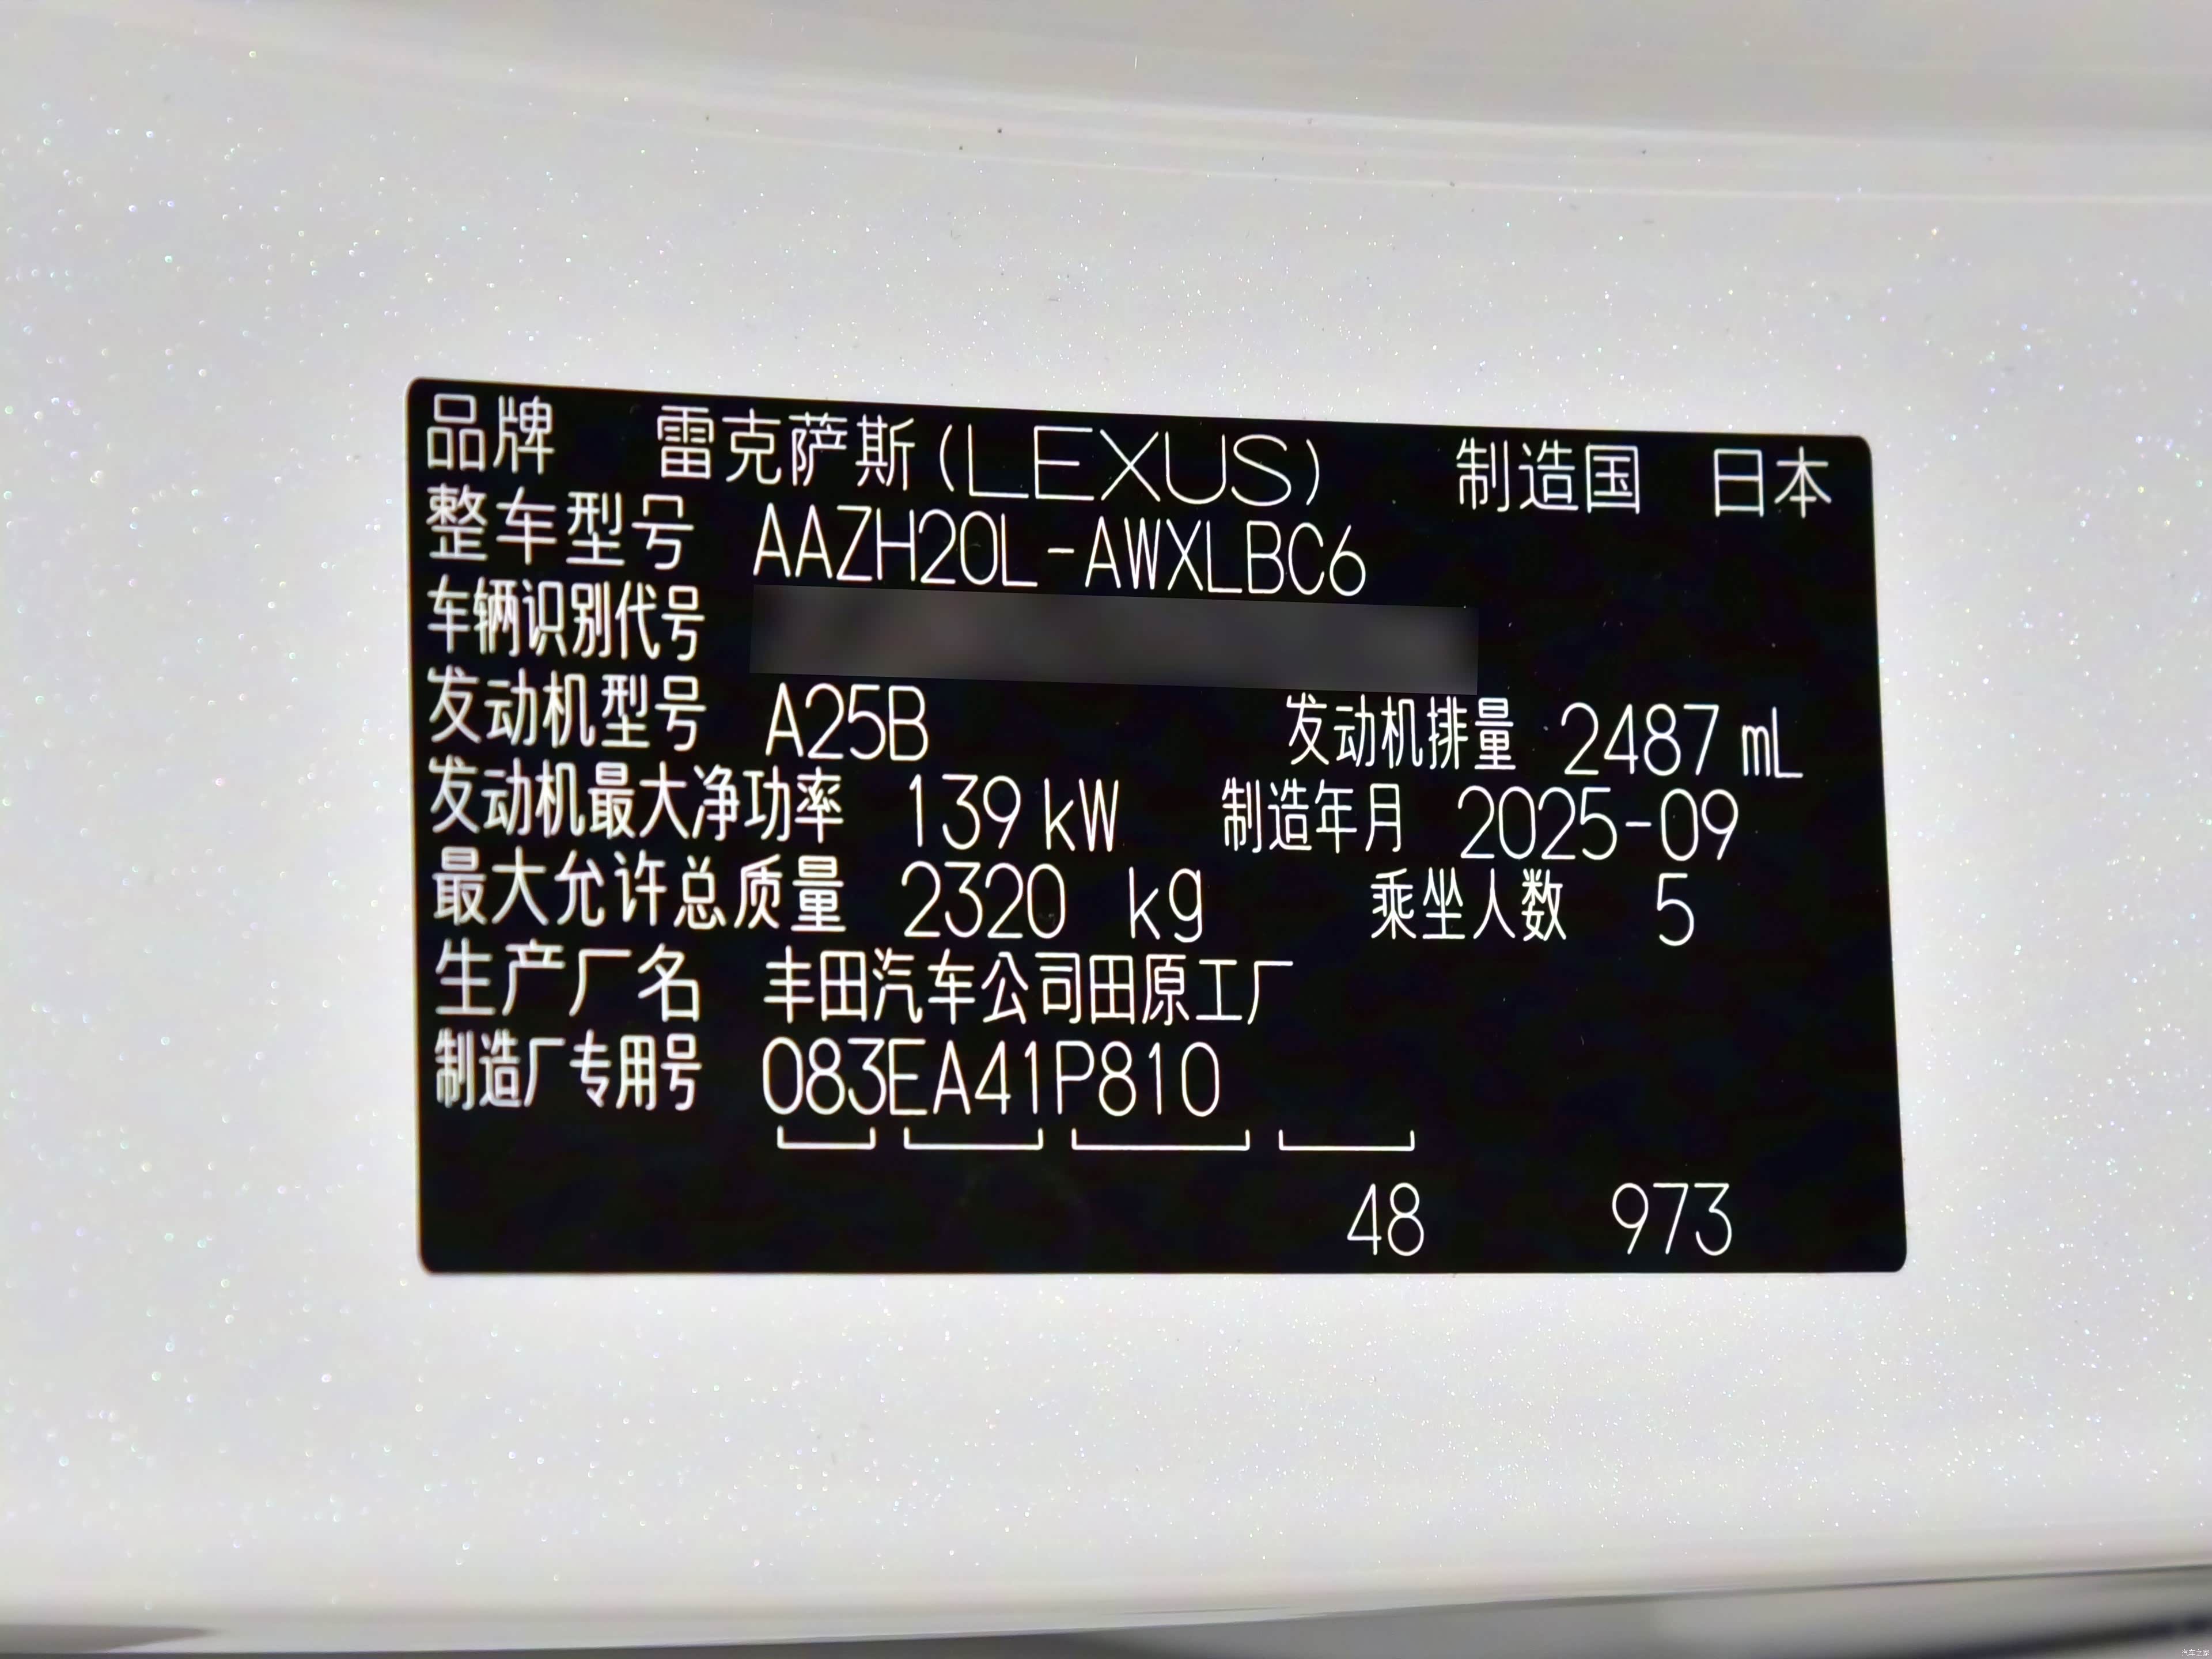 品牌 雷克萨斯(LEXUS) 制造国 日本
整车型号 AAZH20L-AWXLBC6
车辆识别代号
发动机型号 A25B 发动机排量 2487 mL
发动机最大净功率 139 kW 制造年月 2025-09
最大允许总质量 2320 kg 乘坐人数 5
生产厂名 丰田汽车公司田原工厂
制造厂专用号 083EA41P810
48 973
汽车之家